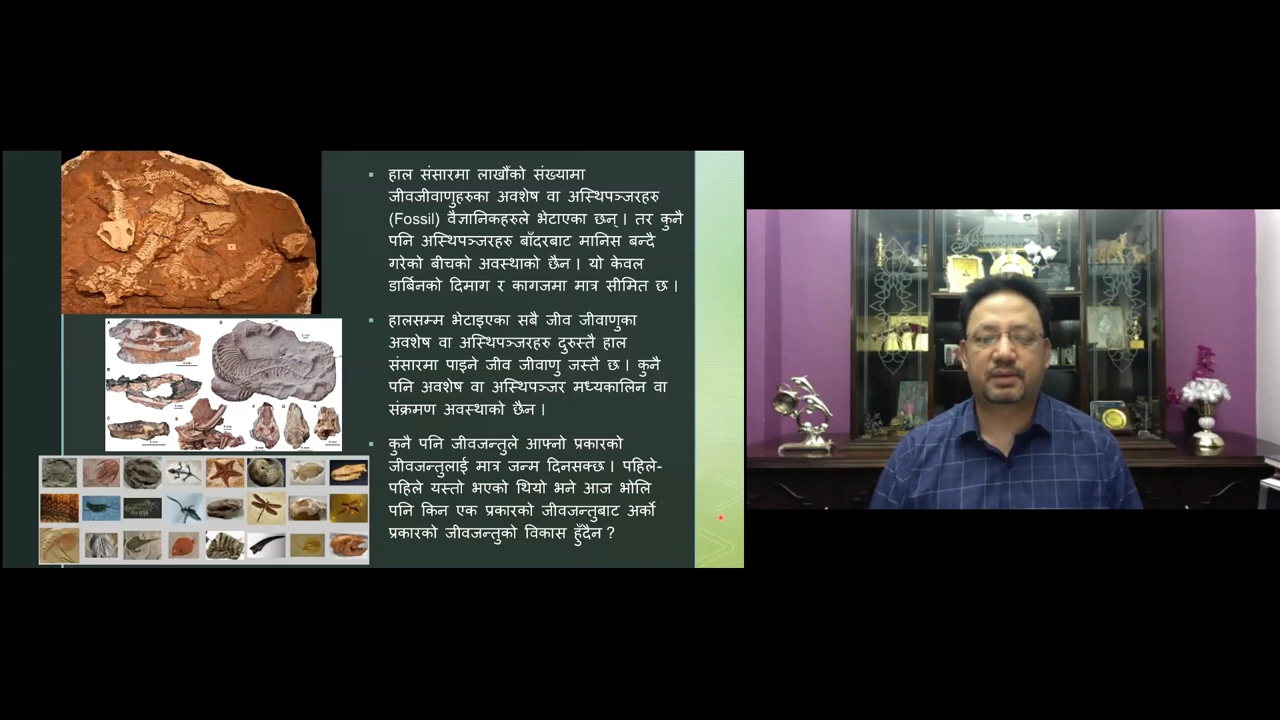 हाल संसारमा लाखौंको संख्यामा
जीवजीवाणुहरुका अवशेष वा अस्थिपञ्जरहरु
(Fossil) वैज्ञानिकहरुले भेटाएका छन् । तर कुनै
पनि अस्थिपञ्जरहरु बाँदरबाट मानिस बन्दै
गरेको बीचको अवस्थाको छैन । यो केवल
डार्बिनको दिमाग र कागजमा मात्र सीमित छ ।
हालसम्म भेटाइएका सबै जीव जीवाणुका
अवशेष वा अस्थिपञ्जरहरु दुरुस्तै हाल
संसारमा पाइने जीव जीवाणु जस्तै छ । कुनै
पनि अवशेष वा अस्थिपञ्जर मध्यकालिन वा
संक्रमण अवस्थाको छैन ।
कुनै पनि जीवजन्तुले आफ्नो प्रकारको
जीवजन्तुलाई मात्र जन्म दिनसक्छ । पहिले-
पहिले यस्तो भएको थियो भने आज भोलि
पनि किन एक प्रकारको जीवजन्तुबाट अर्को
प्रकारको जीवजन्तुको विकास हुँदैन ?